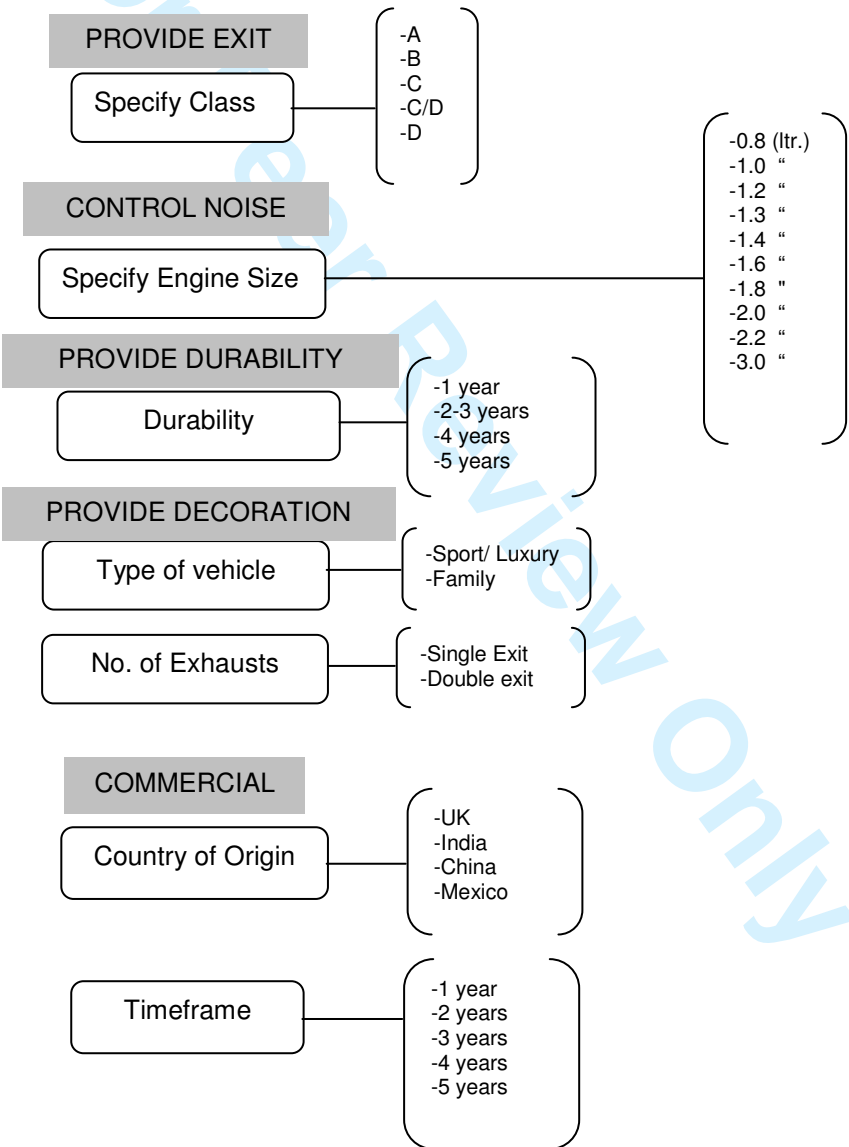 PROVIDE EXIT
Specify Class
-A
-B
-C
-C/D
-D
CONTROL NOISE
Specify Engine Size
-0.8 (ltr.)
-1.0 “
-1.2 “
-1.3 “
-1.4 “
-1.6 “
-1.8 "
-2.0 “
-2.2 “
-3.0 “
PROVIDE DURABILITY
Durability
-1 year
-2-3 years
-4 years
-5 years
PROVIDE DECORATION
Type of vehicle
-Sport/ Luxury
-Family
No. of Exhausts
-Single Exit
-Double exit
COMMERCIAL
Country of Origin
-UK
-India
-China
-Mexico
Timeframe
-1 year
-2 years
-3 years
-4 years
-5 years
Review Only